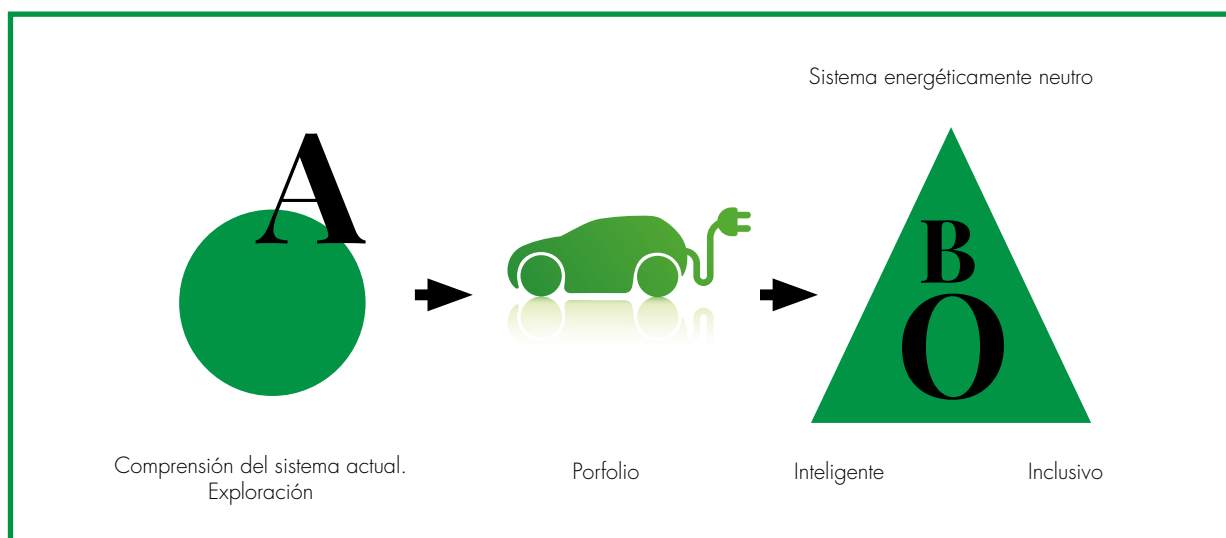 Sistema energéticamente neutro
A
B
O
Comprensión del sistema actual.
Exploración
Porfolio
Inteligente
Inclusivo